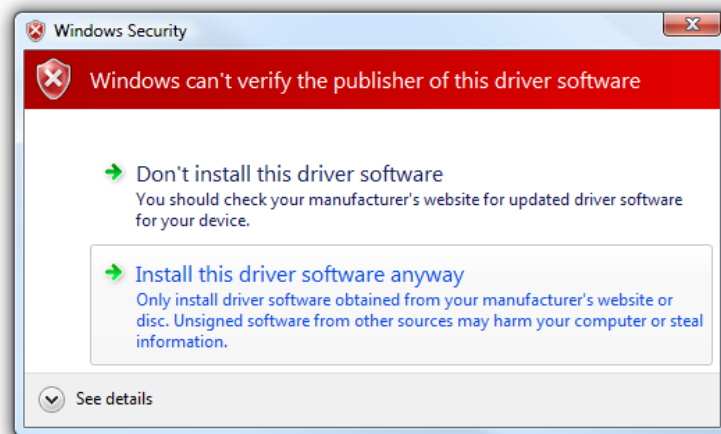 Windows Security
Windows can't verify the publisher of this driver software
Don't install this driver software
You should check your manufacturer's website for updated driver software
for your device.
Install this driver software anyway
Only install driver software obtained from your manufacturer's website or
disc. Unsigned software from other sources may harm your computer or steal
information.
See details